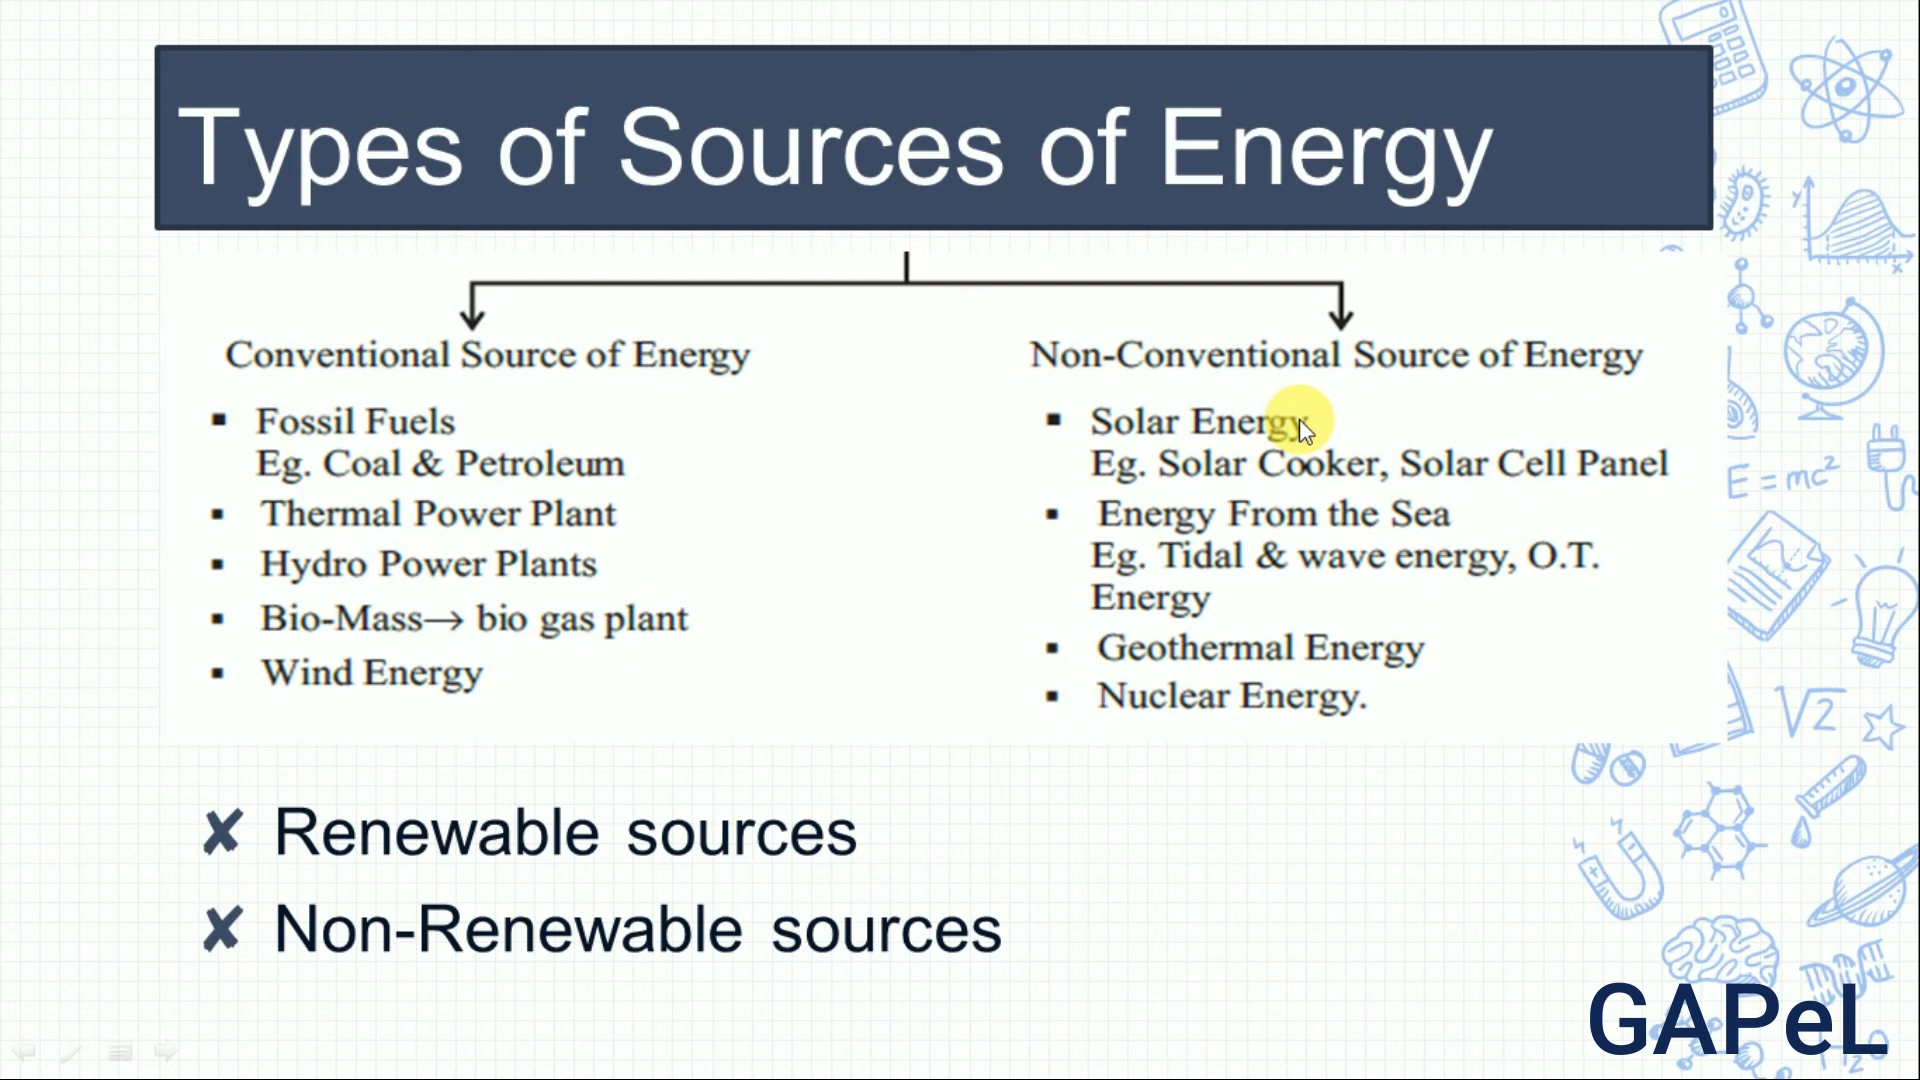 Types of Sources of Energy
Conventional Source of Energy
▪ Fossil Fuels
Eg. Coal & Petroleum
▪ Thermal Power Plant
▪ Hydro Power Plants
▪ Bio-Mass→ bio gas plant
▪ Wind Energy
Non-Conventional Source of Energy
▪ Solar Energy
Eg. Solar Cooker, Solar Cell Panel
▪ Energy From the Sea
Eg. Tidal & wave energy, O.T.
Energy
▪ Geothermal Energy
▪ Nuclear Energy.
✘ Renewable sources
✘ Non-Renewable sources
y
x
E = mc²
√2
GAPeL
H₂O